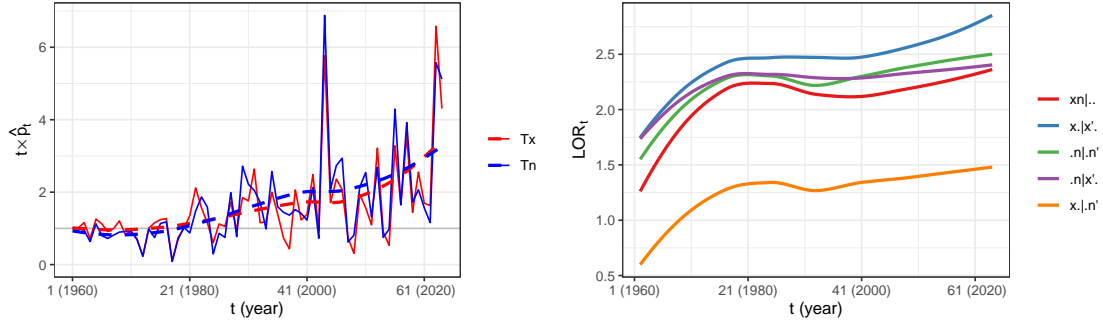 t×p̂t
6
4
2
0
1 (1960)
21 (1980)
41 (2000)
61 (2020)
t (year)
Tx
Tn
LORt
2.5
2.0
1.5
1.0
0.5
1 (1960)
21 (1980)
41 (2000)
61 (2020)
t (year)
xn|..
x.|x'.
.n|.n'
.n|x'.
x.|.n'